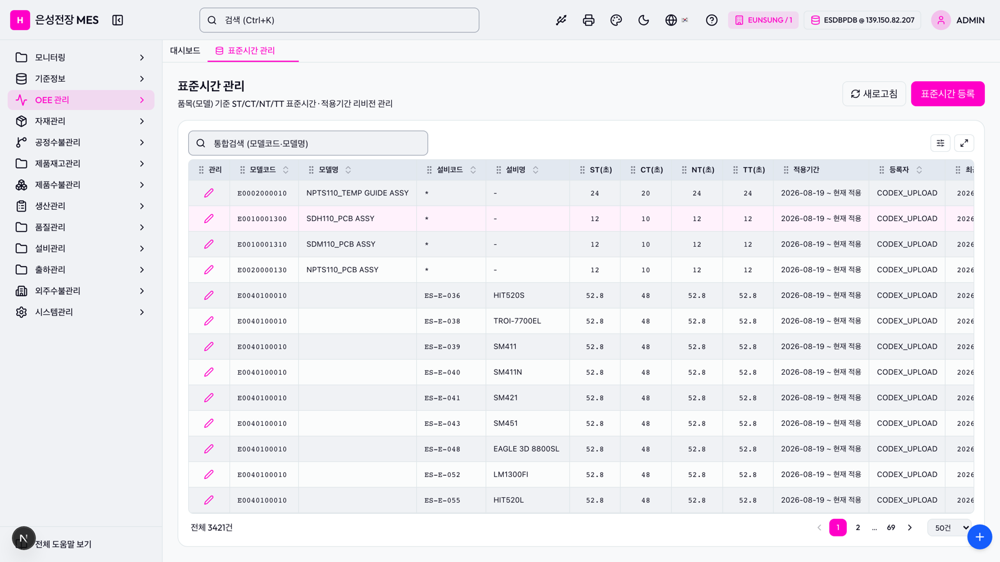 H 은성전장 MES 검색 (Ctrl+K) EUNSUNG / 1 ESDBPDB @ 139.150.82.207 ADMIN
모니터링
기준정보
OEE 관리
자재관리
공정수불관리
제품재고관리
제품수불관리
생산관리
품질관리
설비관리
출하관리
외주수불관리
시스템관리
N 전체 도움말 보기
대시보드 표준시간 관리
표준시간 관리
품목(모델) 기준 ST/CT/NT/TT 표준시간 · 적용기간 리비전 관리
새로고침 표준시간 등록
통합검색 (모델코드·모델명)
관리 모델코드 모델명 설비코드 설비명 ST(초) CT(초) NT(초) TT(초) 적용기간 등록자
E0002000010 NPTS110_TEMP GUIDE ASSY * - 24 20 24 24 2026-08-19 ~ 현재 적용 CODEX_UPLOAD 2026
E0010001300 SDH110_PCB ASSY * - 12 10 12 12 2026-08-19 ~ 현재 적용 CODEX_UPLOAD 2026
E0010001310 SDM110_PCB ASSY * - 12 10 12 12 2026-08-19 ~ 현재 적용 CODEX_UPLOAD 2026
E0020000130 NPTS110_PCB ASSY * - 12 10 12 12 2026-08-19 ~ 현재 적용 CODEX_UPLOAD 2026
E0040100010 ES-E-036 HIT520S 52.8 48 52.8 52.8 2026-08-19 ~ 현재 적용 CODEX_UPLOAD 2026
E0040100010 ES-E-038 TROI-7700EL 52.8 48 52.8 52.8 2026-08-19 ~ 현재 적용 CODEX_UPLOAD 2026
E0040100010 ES-E-039 SM411 52.8 48 52.8 52.8 2026-08-19 ~ 현재 적용 CODEX_UPLOAD 2026
E0040100010 ES-E-040 SM411N 52.8 48 52.8 52.8 2026-08-19 ~ 현재 적용 CODEX_UPLOAD 2026
E0040100010 ES-E-041 SM421 52.8 48 52.8 52.8 2026-08-19 ~ 현재 적용 CODEX_UPLOAD 2026
E0040100010 ES-E-043 SM451 52.8 48 52.8 52.8 2026-08-19 ~ 현재 적용 CODEX_UPLOAD 2026
E0040100010 ES-E-048 EAGLE 3D 8800SL 52.8 48 52.8 52.8 2026-08-19 ~ 현재 적용 CODEX_UPLOAD 2026
E0040100010 ES-E-052 LM1300FI 52.8 48 52.8 52.8 2026-08-19 ~ 현재 적용 CODEX_UPLOAD 2026
E0040100010 ES-E-055 HIT520L 52.8 48 52.8 52.8 2026-08-19 ~ 현재 적용 CODEX_UPLOAD 2026
전체 3421건 1 2 ... 69 50건